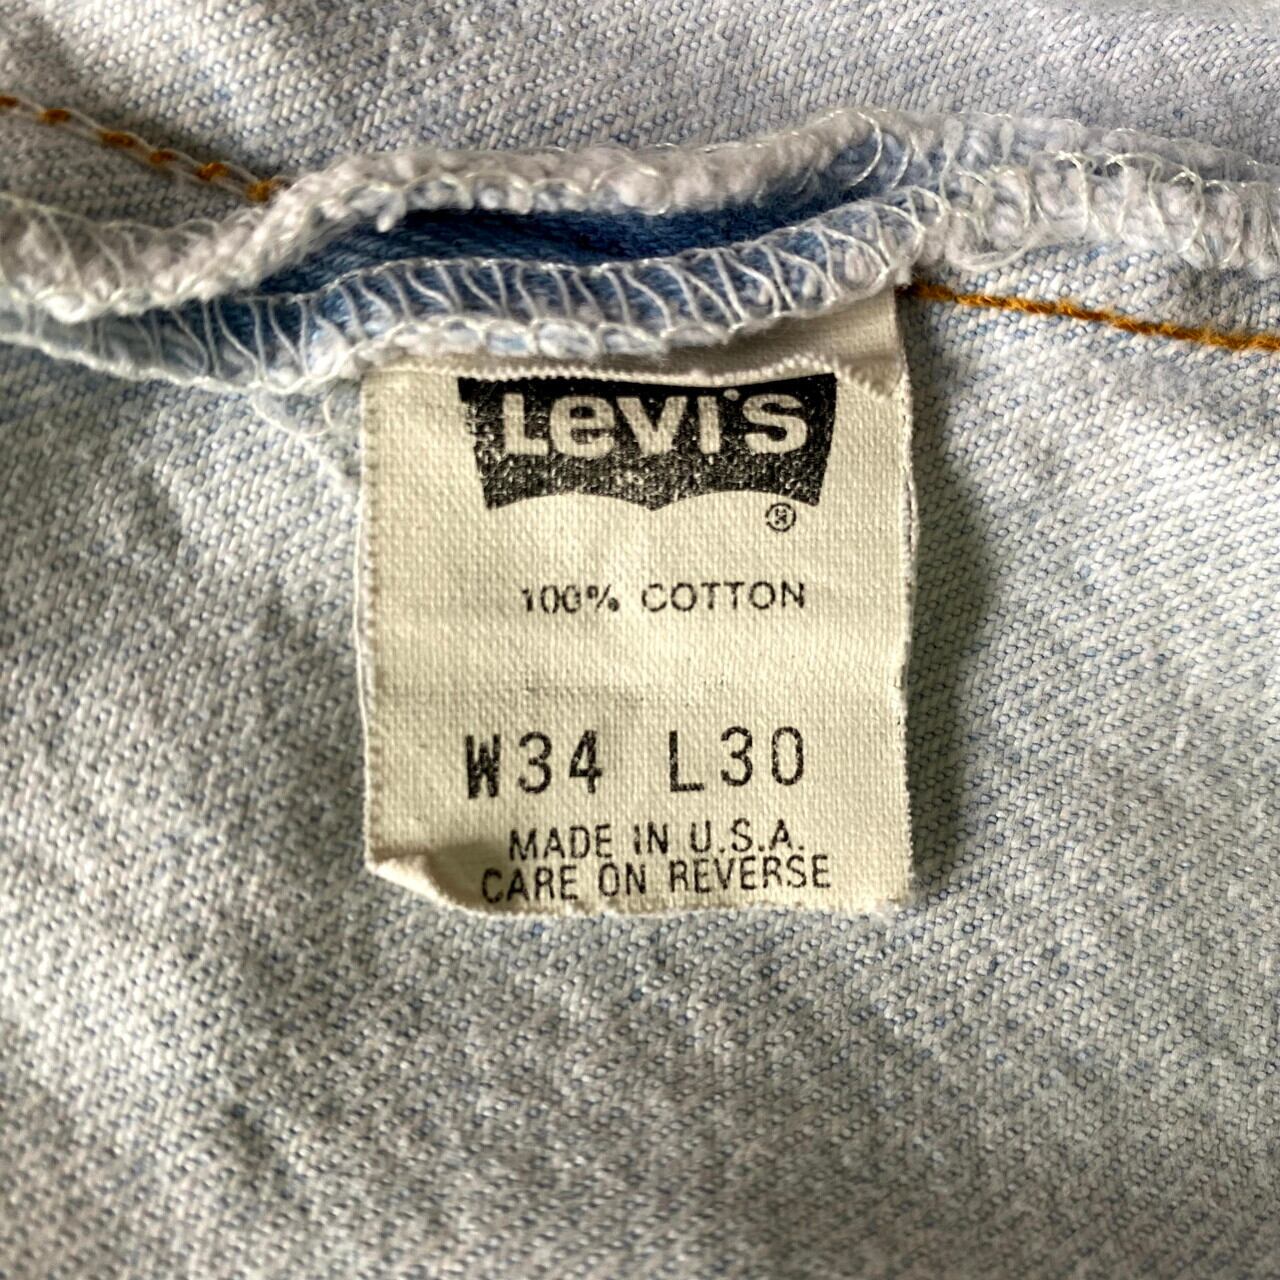 Levi's
®
100% COTTON
W34 L30
MADE IN U.S.A.
CARE ON REVERSE